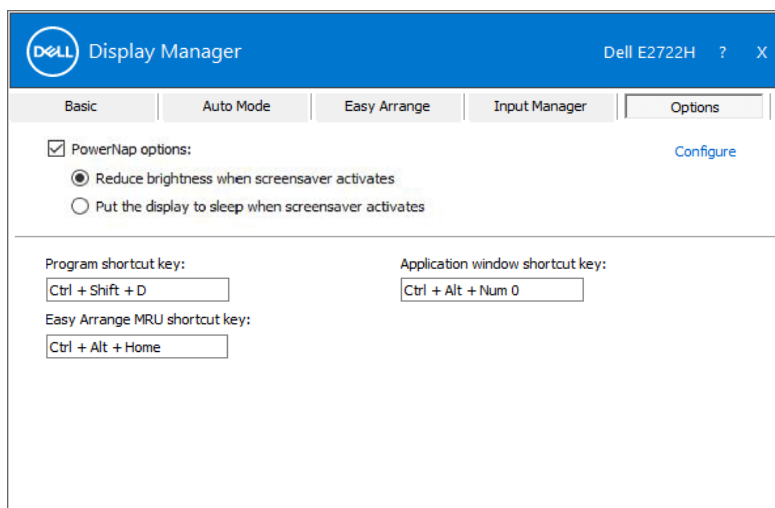 DELL Display Manager Dell E2722H ? X
Basic Auto Mode Easy Arrange Input Manager Options
PowerNap options: Configure
Reduce brightness when screensaver activates
Put the display to sleep when screensaver activates
Program shortcut key: Application window shortcut key:
Ctrl + Shift + D Ctrl + Alt + Num 0
Easy Arrange MRU shortcut key:
Ctrl + Alt + Home